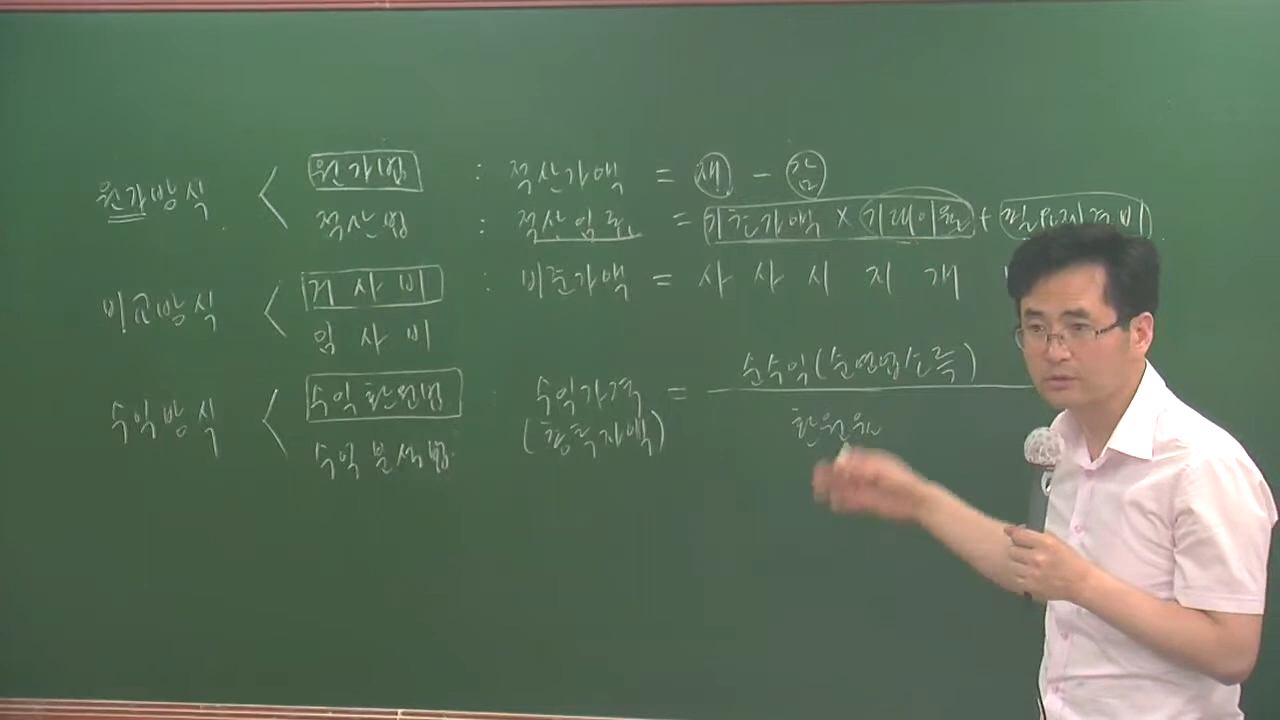 원가방식 < 원가법 : 적산가액 = 재 - 감
적산법 : 적산임료 = 기초가액 × 기대이율 + 필요제경비
비교방식 < 거사비 : 비준가액 = 사 사 시 지 개
임사비
수익방식 < 수익환원법 : 수익가격 = 순수익(순영업소득)
(총투자액) 환원율
수익분석법